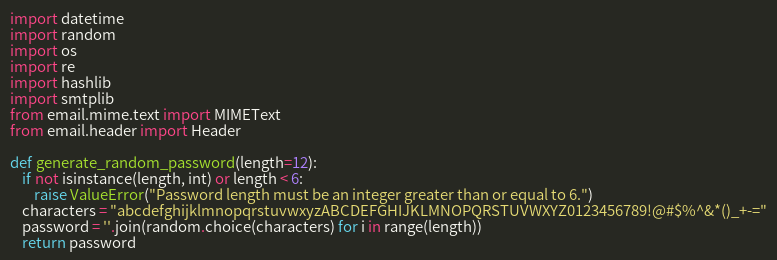 import datetime
import random
import os
import re
import hashlib
import smtplib
from email.mime.text import MIMEText
from email.header import Header

def generate_random_password(length=12):
    if not isinstance(length, int) or length < 6:
        raise ValueError("Password length must be an integer greater than or equal to 6.")
    characters = "abcdefghijklmnopqrstuvwxyzABCDEFGHIJKLMNOPQRSTUVWXYZ0123456789!@#$%^&*()_+-="
    password = ''.join(random.choice(characters) for i in range(length))
    return password